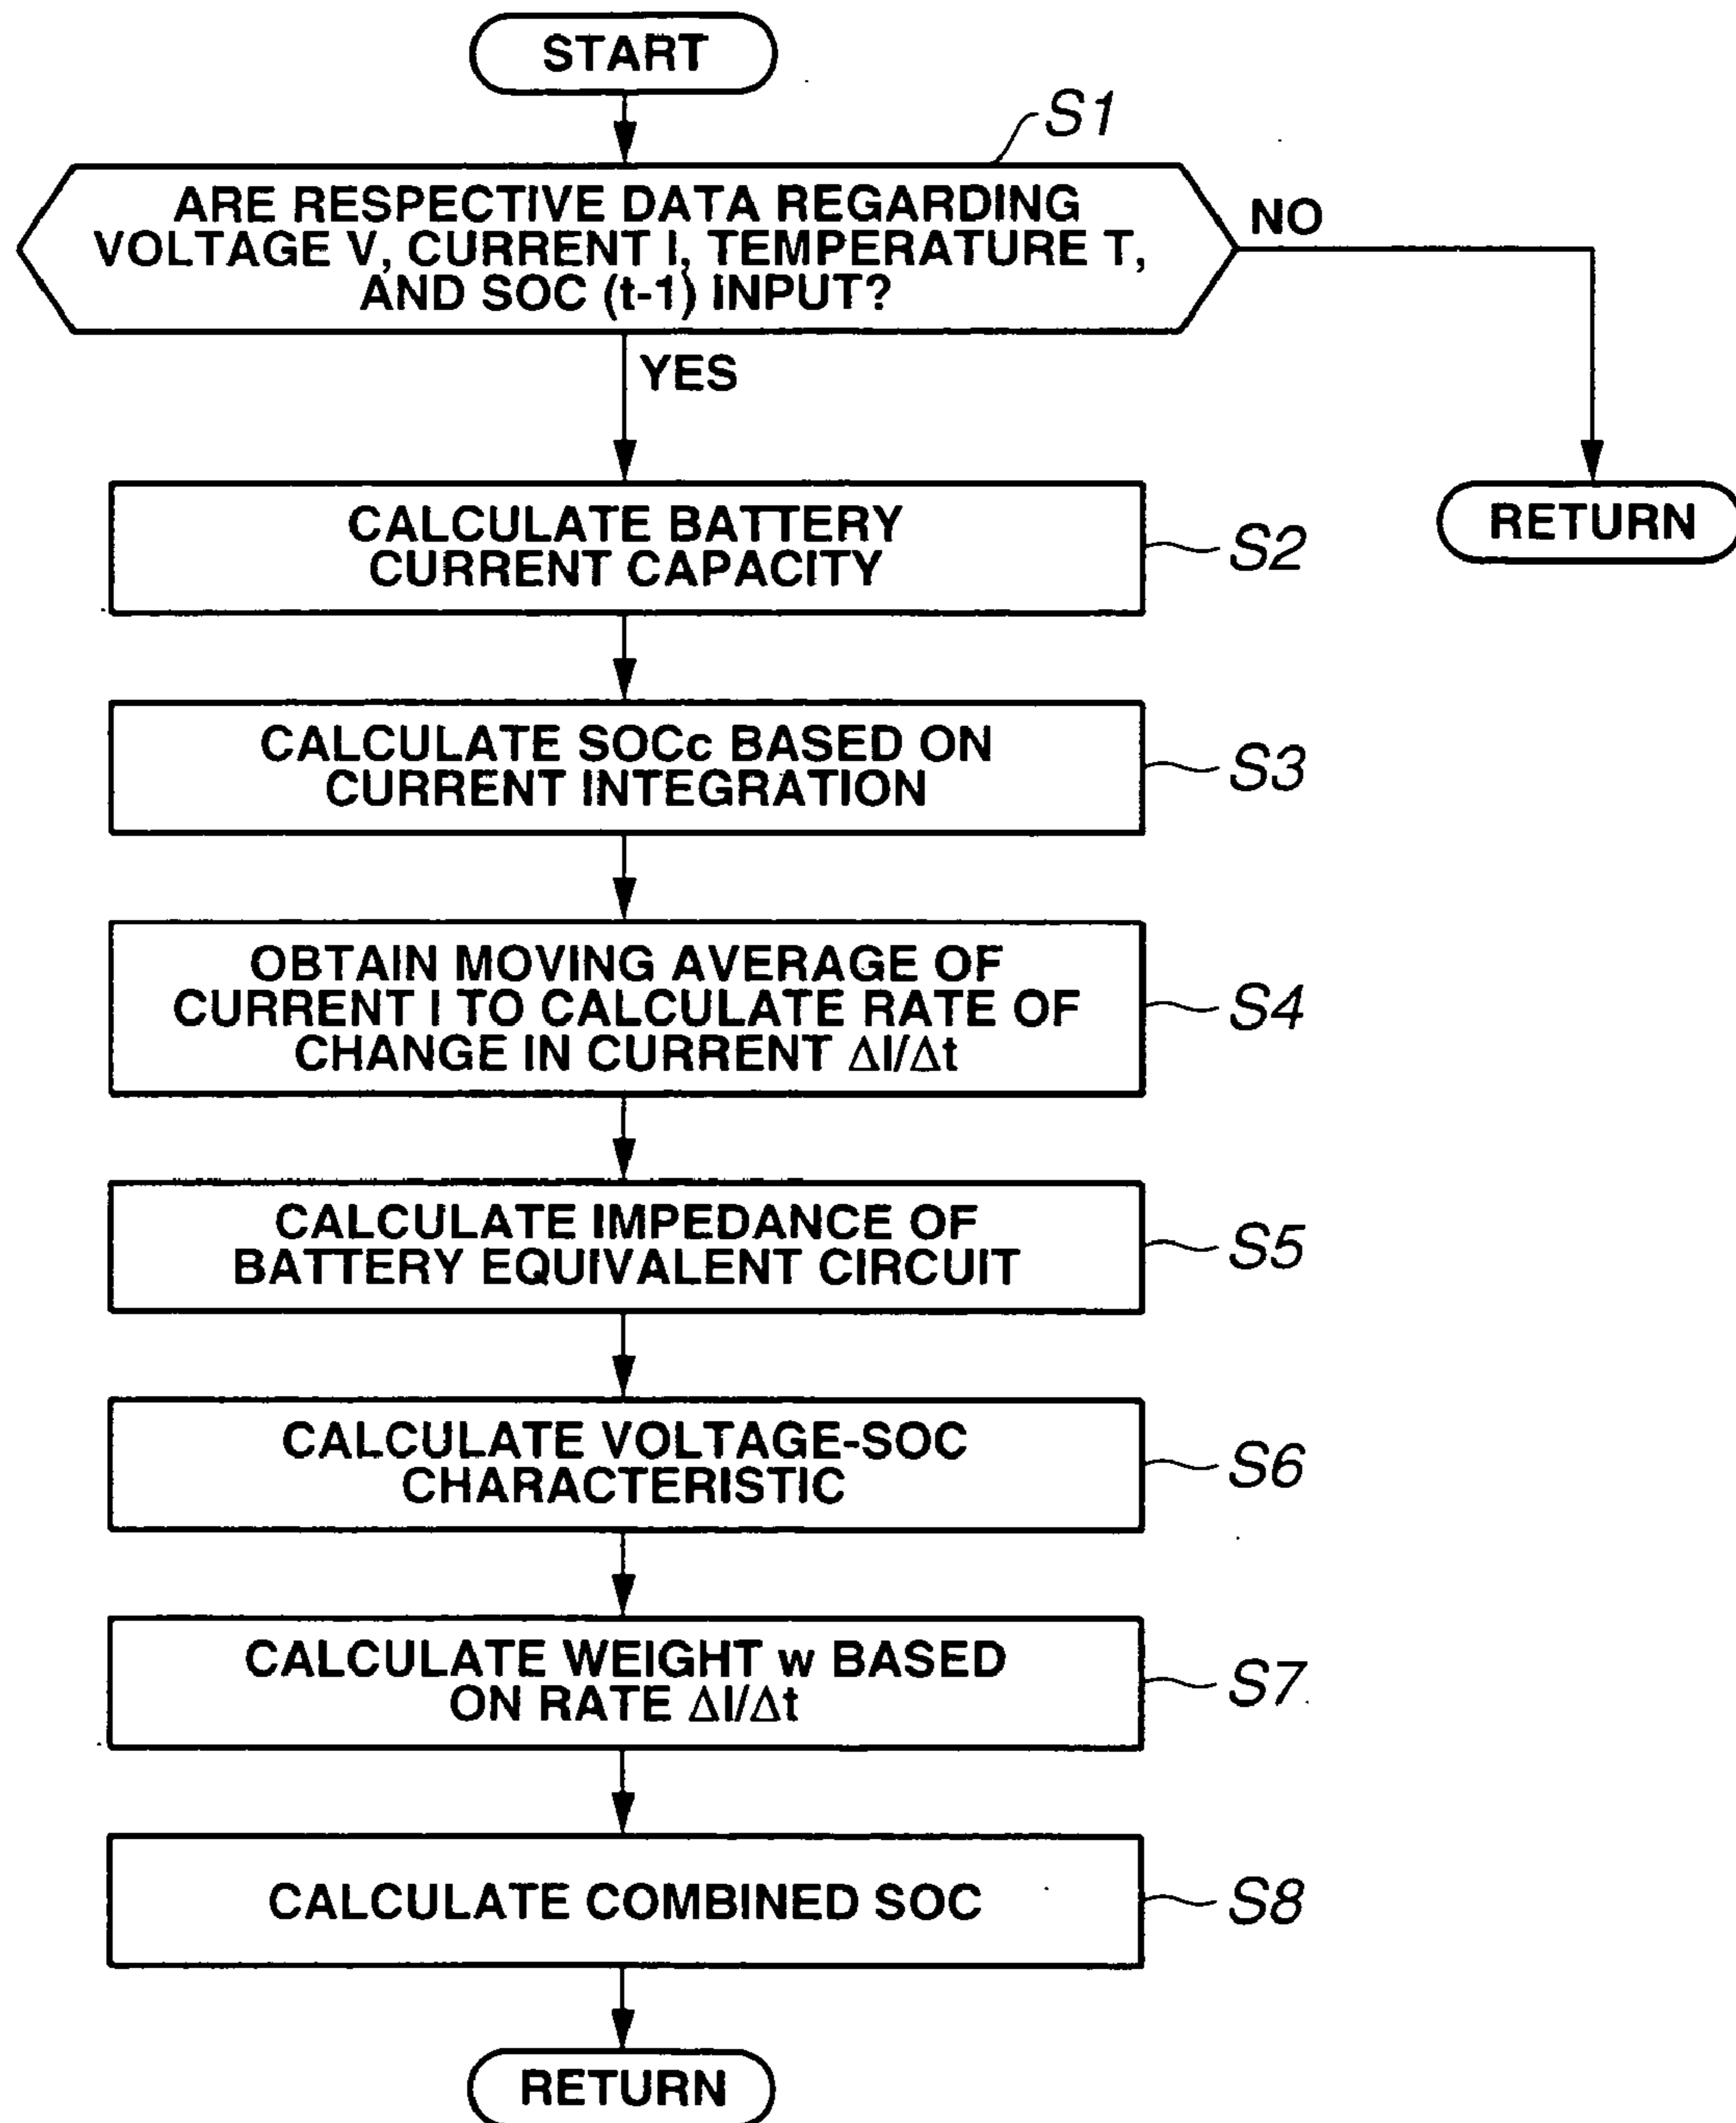 START
S1
ARE RESPECTIVE DATA REGARDING
VOLTAGE V, CURRENT I, TEMPERATURE T,
AND SOC (t-1) INPUT?
NO
YES
RETURN
CALCULATE BATTERY
CURRENT CAPACITY
S2
CALCULATE SOCc BASED ON
CURRENT INTEGRATION
S3
OBTAIN MOVING AVERAGE OF
CURRENT I TO CALCULATE RATE OF
CHANGE IN CURRENT ΔI/Δt
S4
CALCULATE IMPEDANCE OF
BATTERY EQUIVALENT CIRCUIT
S5
CALCULATE VOLTAGE-SOC
CHARACTERISTIC
S6
CALCULATE WEIGHT w BASED
ON RATE ΔI/Δt
S7
CALCULATE COMBINED SOC
S8
RETURN